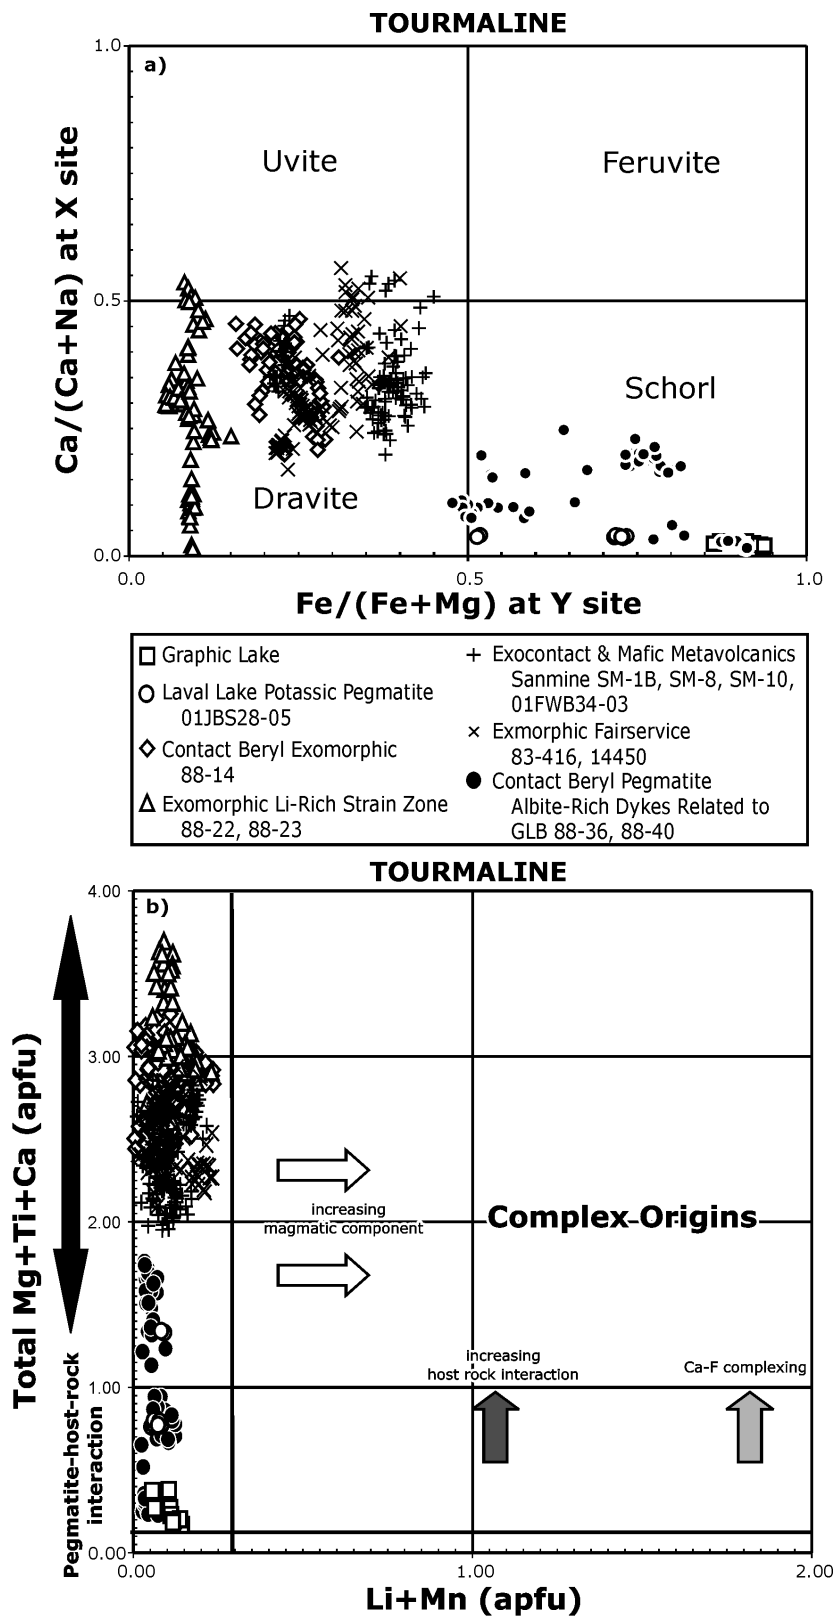 TOURMALINE
1.0
a)
Uvite
Feruvite
Ca/(Ca+Na) at X site
0.5
Schorl
Dravite
0.0
0.0
0.5
1.0
Fe/(Fe+Mg) at Y site
Graphic Lake
Laval Lake Potassic Pegmatite
01JBS28-05
Contact Beryl Exomorphic
88-14
Exomorphic Li-Rich Strain Zone
88-22, 88-23
Exocontact & Mafic Metavolcanics
Sanmine SM-1B, SM-8, SM-10,
01FWB34-03
Exmorphic Fairservice
83-416, 14450
Contact Beryl Pegmatite
Albite-Rich Dykes Related to
GLB 88-36, 88-40
TOURMALINE
4.00
b)
3.00
Total Mg+Ti+Ca (apfu)
increasing
magmatic component
2.00
Complex Origins
increasing
host rock interaction
Ca-F complexing
1.00
Pegmatite-host-rock
interaction
0.00
0.00
1.00
2.00
Li+Mn (apfu)